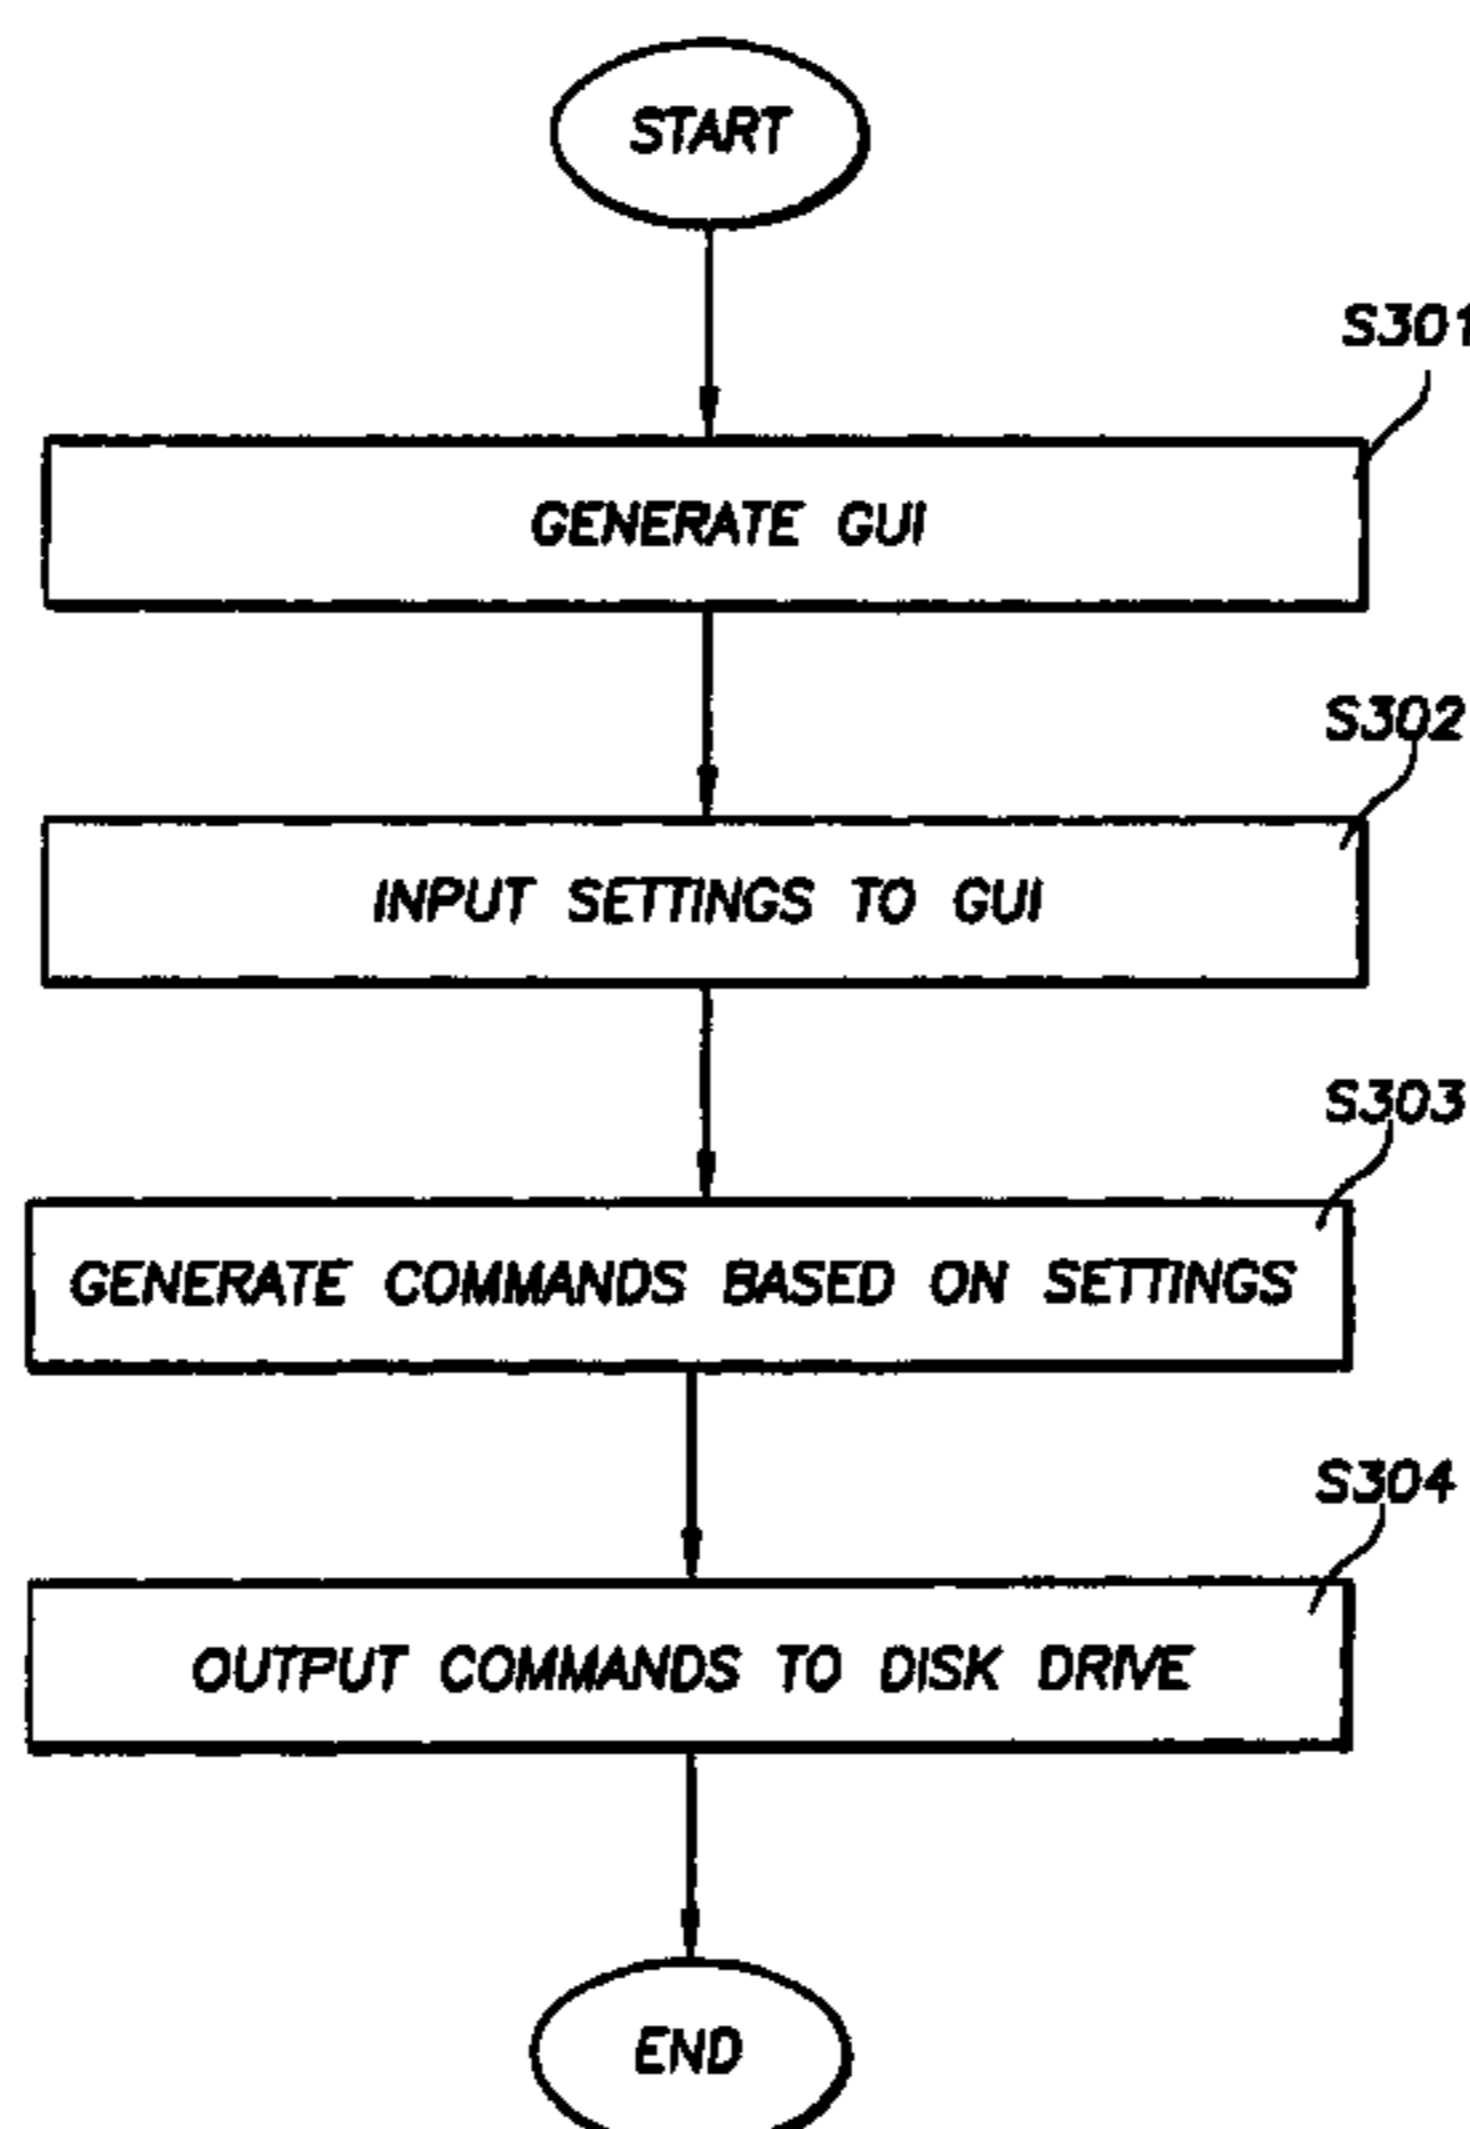 START
S301
GENERATE GUI
S302
INPUT SETTINGS TO GUI
S303
GENERATE COMMANDS BASED ON SETTINGS
S304
OUTPUT COMMANDS TO DISK DRIVE
END